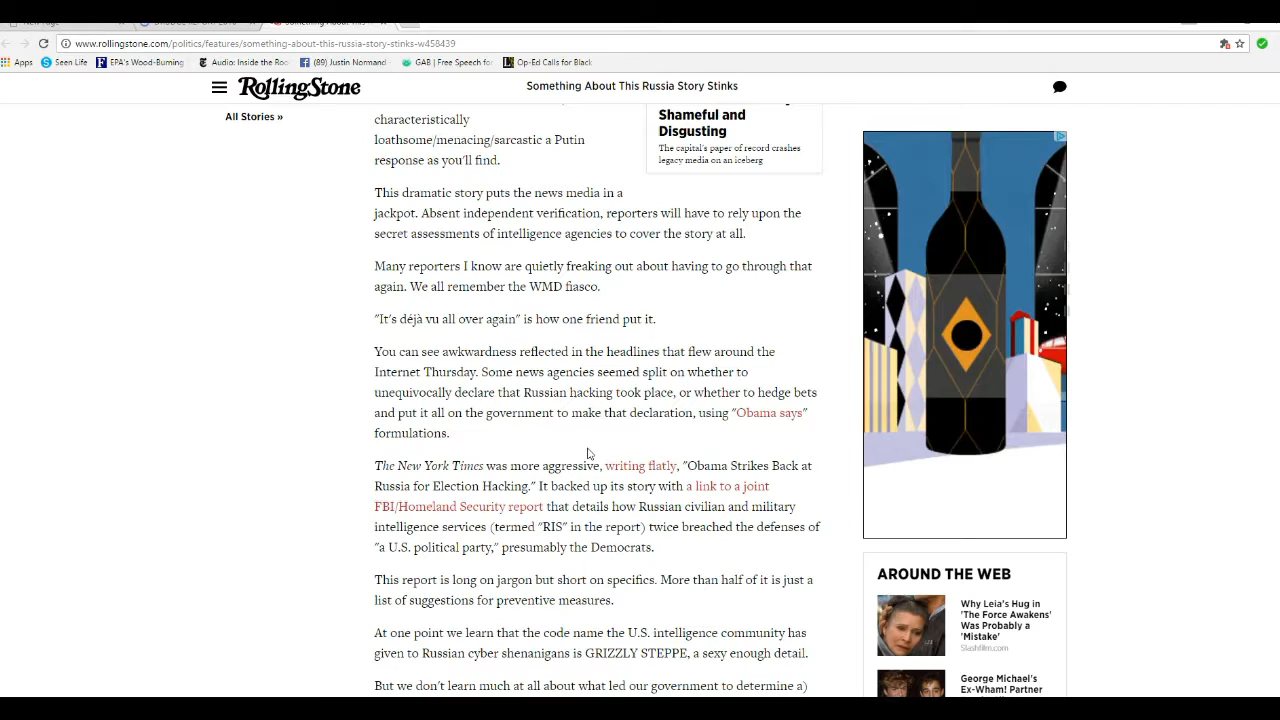 Something About This
www.rollingstone.com/politics/features/something-about-this-russia-story-stinks-w458439
Apps Seen Life EPA's Wood-Burning Audio: Inside the Roo (89) Justin Normand GAB | Free Speech fo Op-Ed Calls for Black
RollingStone
Something About This Russia Story Stinks
All Stories »
characteristically
loathsome/menacing/sarcastic a Putin
response as you'll find.
Shameful and
Disgusting
The capital's paper of record crashes
legacy media on an iceberg
This dramatic story puts the news media in a
jackpot. Absent independent verification, reporters will have to rely upon the
secret assessments of intelligence agencies to cover the story at all.
Many reporters I know are quietly freaking out about having to go through that
again. We all remember the WMD fiasco.
"It's déjà vu all over again" is how one friend put it.
You can see awkwardness reflected in the headlines that flew around the
Internet Thursday. Some news agencies seemed split on whether to
unequivocally declare that Russian hacking took place, or whether to hedge bets
and put it all on the government to make that declaration, using "Obama says"
formulations.
The New York Times was more aggressive, writing flatly, "Obama Strikes Back at
Russia for Election Hacking." It backed up its story with a link to a joint
FBI/Homeland Security report that details how Russian civilian and military
intelligence services (termed "RIS" in the report) twice breached the defenses of
"a U.S. political party," presumably the Democrats.
This report is long on jargon but short on specifics. More than half of it is just a
list of suggestions for preventive measures.
At one point we learn that the code name the U.S. intelligence community has
given to Russian cyber shenanigans is GRIZZLY STEPPE, a sexy enough detail.
But we don't learn much at all about what led our government to determine a)
AROUND THE WEB
Why Leia's Hug in
'The Force Awakens'
Was Probably a
'Mistake'
Slashfilm.com
George Michael's
Ex-Wham! Partner